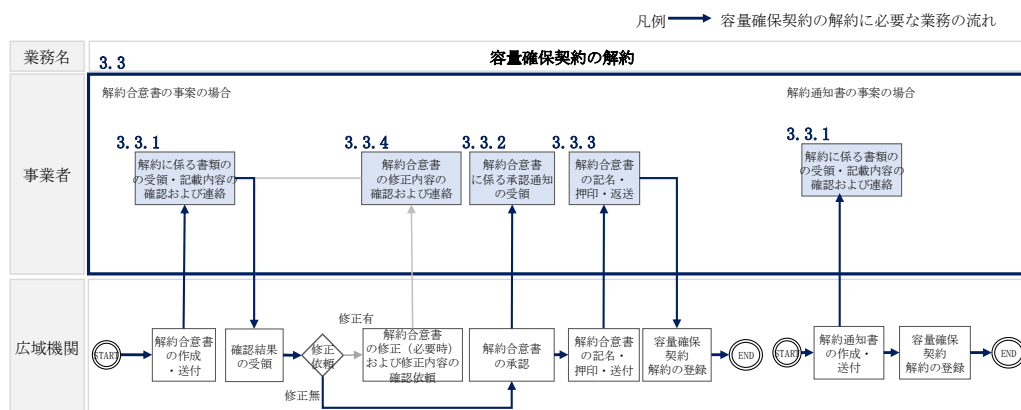 凡例 容量確保契約の解約に必要な業務の流れ
業務名
3.3
容量確保契約の解約
事業者
解約合意書の事案の場合
解約通知書の事案の場合
3.3.1
解約に係る書類の
の受領・記載内容の
確認および連絡
3.3.4
解約合意書
の修正内容の
確認および連絡
3.3.2
解約合意書
に係る承認通知
の受領
3.3.3
解約合意書
の記名・
押印・返送
3.3.1
解約に係る書類の
の受領・記載内容の
確認および連絡
広域機関
START
解約合意書
の作成
・送付
確認結果
の受領
修正
依頼
修正有
修正無
解約合意書
の修正（必要時）
および修正内容の
確認依頼
解約合意書
の承認
解約合意書
の記名・
押印・送付
容量確保
契約
解約の登録
END
START
解約通知書
の作成・
送付
容量確保
契約
解約の登録
END